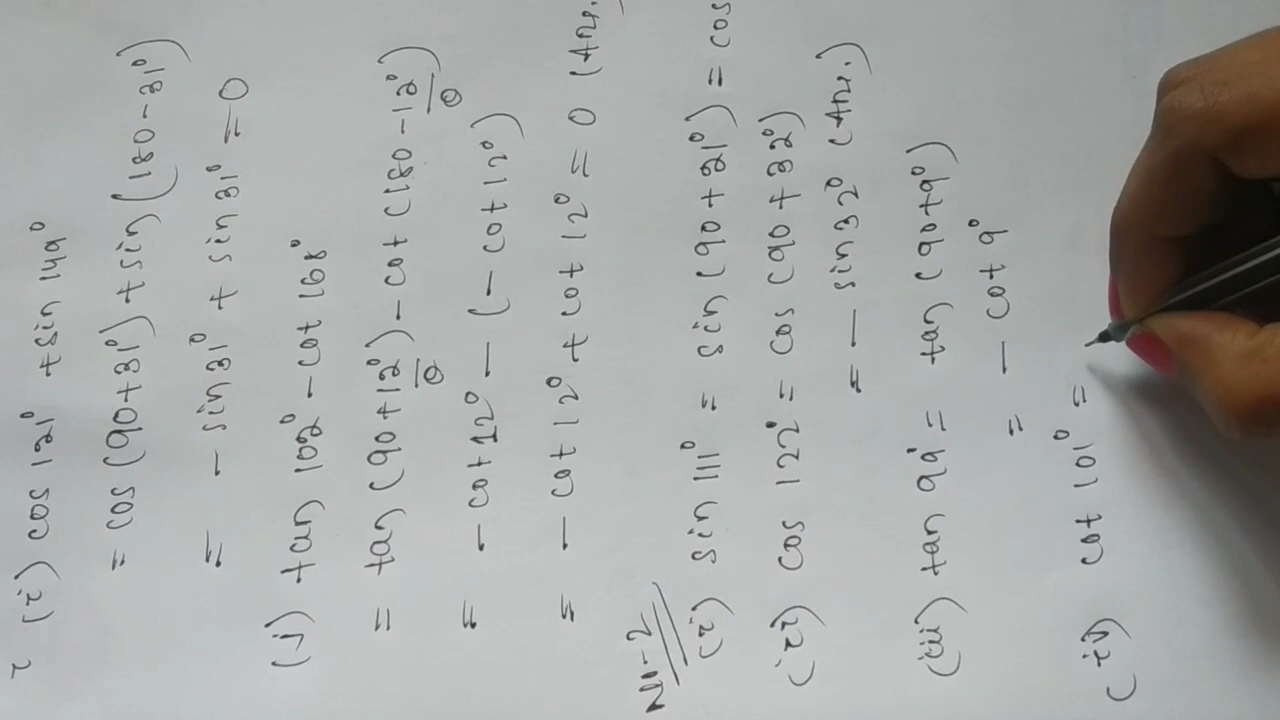 (i) cos 121° + sin 149°
= cos (90+31°) + sin (180-31°)
= - sin 31° + sin 31° = 0
(j) tan 102° - cot 168°
= tan (90+12°) - cot (180-12°)
θ θ
= - cot 12° - (- cot 12°)
= - cot 12° + cot 12° = 0 (Ans.
No-2
(i) sin 111° = sin (90+21°) = cos
(ii) cos 122° = cos (90+32°)
= - sin 32° (Ans.)
(iii) tan 99° = tan (90+9°)
= - cot 9°
(iv) cot 101° =